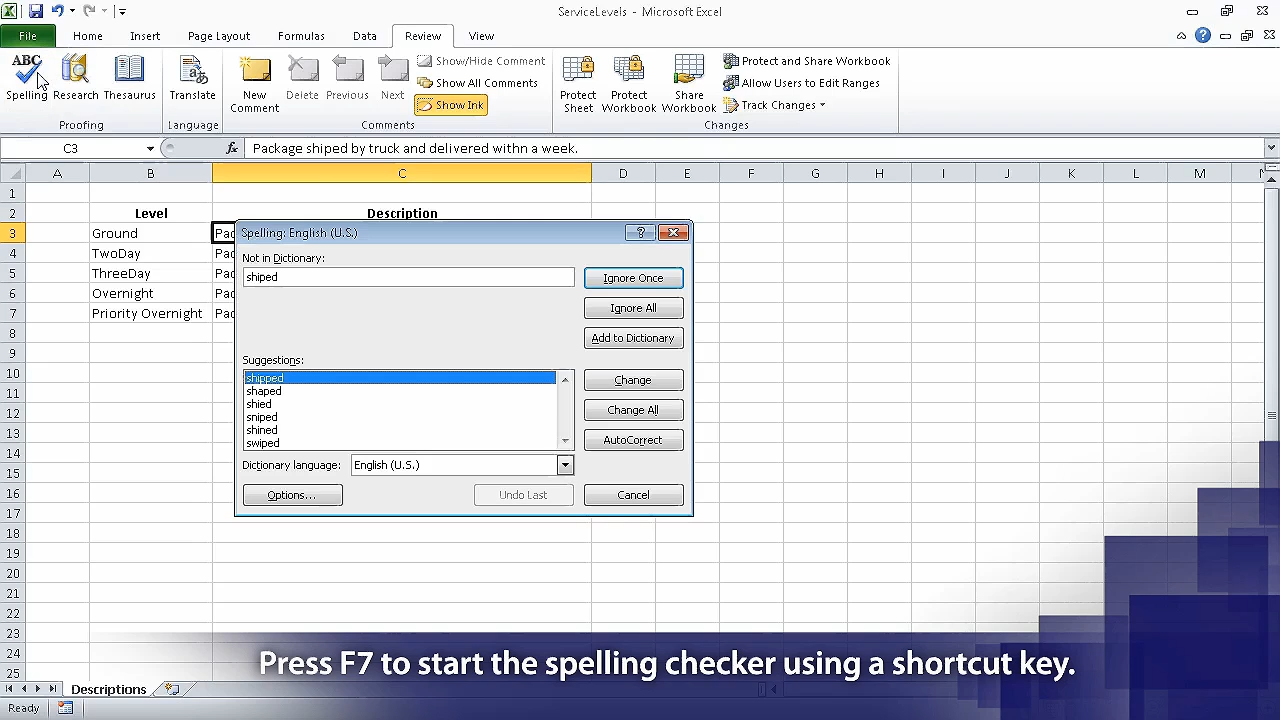 ServiceLevels - Microsoft Excel
File Home Insert Page Layout Formulas Data Review View
ABC
Spelling Research Thesaurus Translate New Comment Delete Previous Next
Show/Hide Comment
Show All Comments
Show Ink
Protect Sheet Protect Workbook Share Workbook
Protect and Share Workbook
Allow Users to Edit Ranges
Track Changes
Proofing Language Comments Changes
C3 fx Package shiped by truck and delivered withn a week.
A B C D E F G H I J K L M
1
2 Level Description
3 Ground Pac
4 TwoDay Pac
5 ThreeDay Pac
6 Overnight Pac
7 Priority Overnight Pac
8
9
10
11
12
13
14
15
16
17
18
19
20
21
22
23
24
25
Spelling: English (U.S.)
Not in Dictionary:
shiped
Ignore Once
Ignore All
Add to Dictionary
Suggestions:
shipped
shaped
shied
sniped
shined
swiped
Change
Change All
AutoCorrect
Dictionary language: English (U.S.)
Options... Undo Last Cancel
Press F7 to start the spelling checker using a shortcut key.
Descriptions
Ready